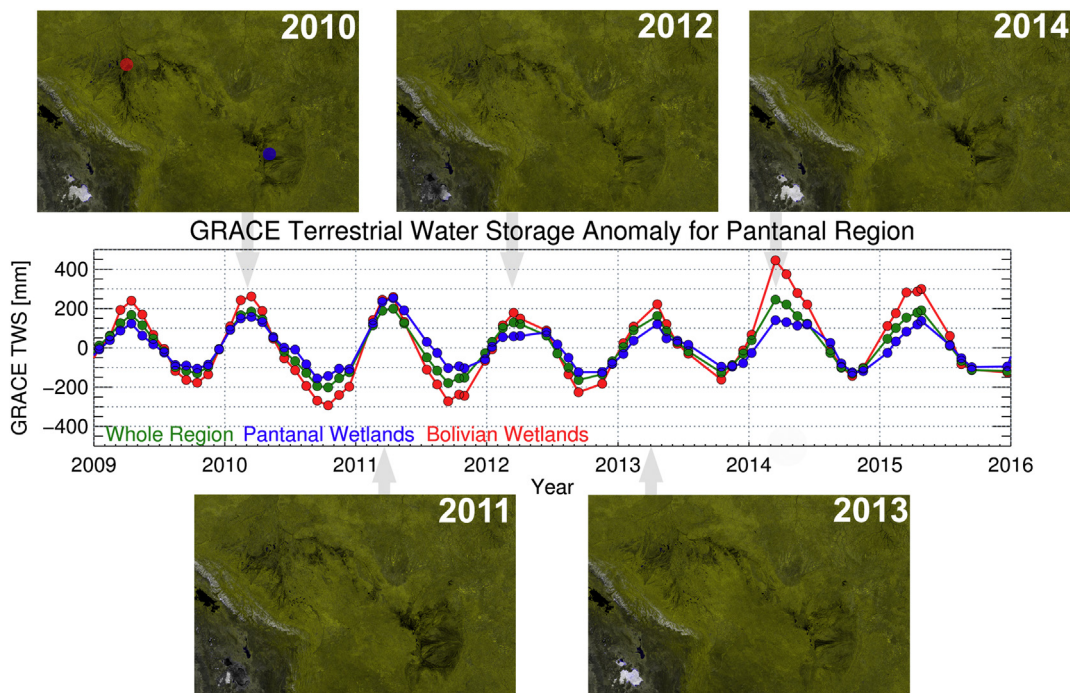 2010
2012
2014
GRACE Terrestrial Water Storage Anomaly for Pantanal Region
GRACE TWS [mm]
400
200
0
−200
−400
Whole Region Pantanal Wetlands Bolivian Wetlands
2009 2010 2011 2012 2013 2014 2015 2016
Year
2011
2013